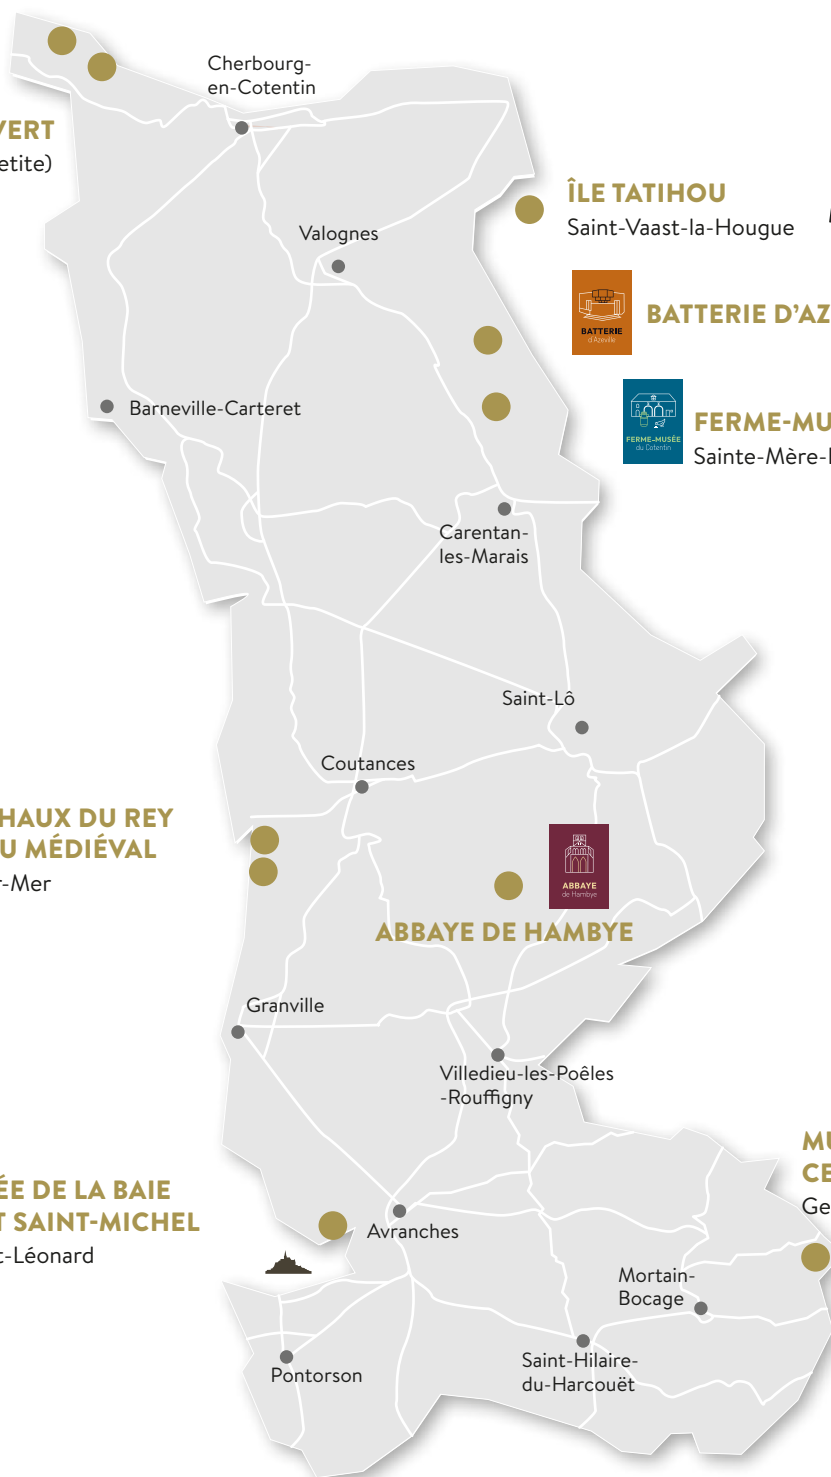 Cherbourg-
en-Cotentin
VERT
etite)
ÎLE TATIHOU
Saint-Vaast-la-Hougue
Valognes
BATTERIE
d'Azeville
BATTERIE D'AZ
Barneville-Carteret
FERME-MUSÉE
du Cotentin
FERME-MU
Sainte-Mère-
Carentan-
les-Marais
Saint-Lô
Coutances
HAUX DU REY
U MÉDIÉVAL
r-Mer
ABBAYE
de Hambye
ABBAYE DE HAMBYE
Granville
Villedieu-les-Poêles
-Rouffigny
MU
CE
Ge
ÉE DE LA BAIE
T SAINT-MICHEL
t-Léonard
Avranches
Mortain-
Bocage
Saint-Hilaire-
du-Harcouët
Pontorson